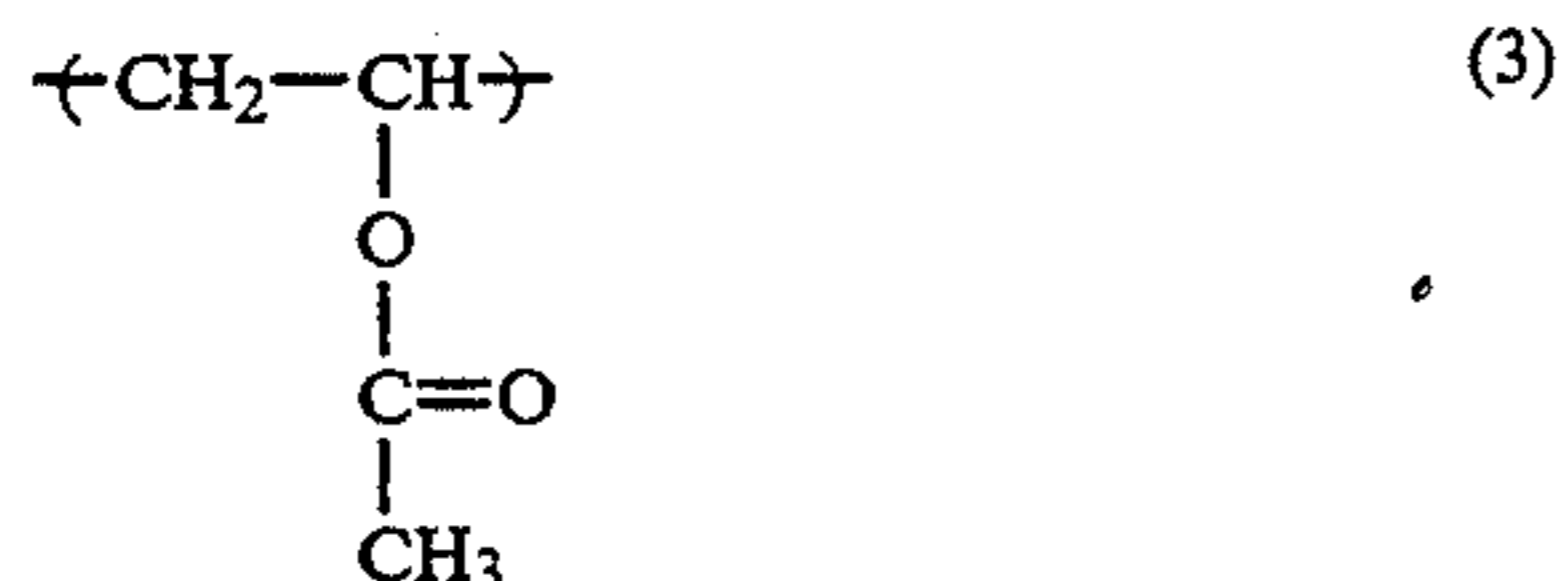 -(CH₂—CH)- (3)
O
C=O
CH₃